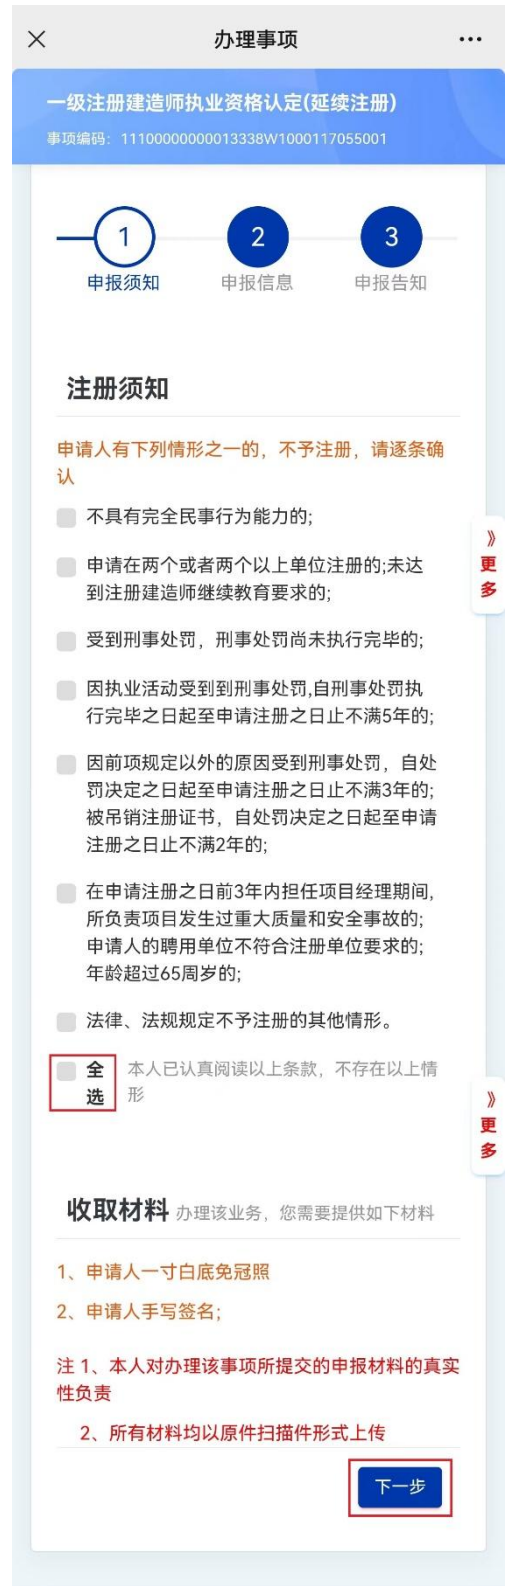 办理事项
一级注册建造师执业资格认定(延续注册)
事项编码：11100000000013338W1000117055001
1
2
3
申报须知
申报信息
申报告知
注册须知
申请人有下列情形之一的，不予注册，请逐条确
认
不具有完全民事行为能力的;
申请在两个或者两个以上单位注册的;未达
到注册建造师继续教育要求的;
受到刑事处罚，刑事处罚尚未执行完毕的;
因执业活动受到到刑事处罚,自刑事处罚执
行完毕之日起至申请注册之日止不满5年的;
因前项规定以外的原因受到刑事处罚，自处
罚决定之日起至申请注册之日止不满3年的;
被吊销注册证书，自处罚决定之日起至申请
注册之日止不满2年的;
在申请注册之日前3年内担任项目经理期间,
所负责项目发生过重大质量和安全事故的;
申请人的聘用单位不符合注册单位要求的;
年龄超过65周岁的;
法律、法规规定不予注册的其他情形。
全选
本人已认真阅读以上条款，不存在以上情
形
》更多
》更多
收取材料 办理该业务，您需要提供如下材料
1、申请人一寸白底免冠照
2、申请人手写签名;
注 1、本人对办理该事项所提交的申报材料的真实
性负责
2、所有材料均以原件扫描件形式上传
下一步